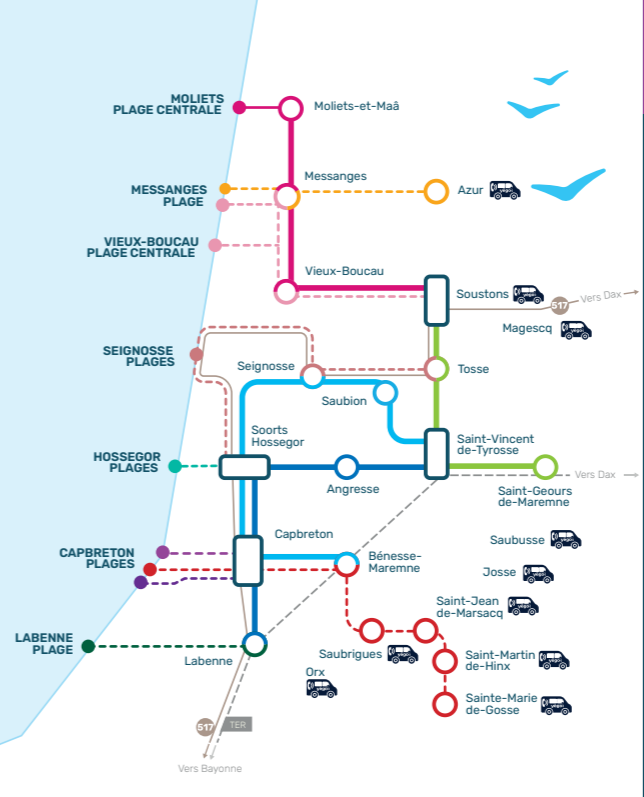 MOLIETS
PLAGE CENTRALE
Moliets-et-Maâ
MESSANGES
PLAGE
Messanges
Azur
VIEUX-BOUCAU
PLAGE CENTRALE
Vieux-Boucau
Soustons
517
Vers Dax
Magescq
SEIGNOSSE
PLAGES
Seignosse
Tosse
Saubion
Soorts
Hossegor
Saint-Vincent
de-Tyrosse
HOSSEGOR
PLAGES
Angresse
Vers Dax
Saint-Geours
de-Maremne
Capbreton
Saubusse
CAPBRETON
PLAGES
Bénesse-
Maremne
Josse
Saint-Jean
de-Marsacq
LABENNE
PLAGE
Labenne
Saubrigues
Saint-Martin
de-Hinx
Orx
Sainte-Marie
de-Gosse
517
TER
Vers Bayonne